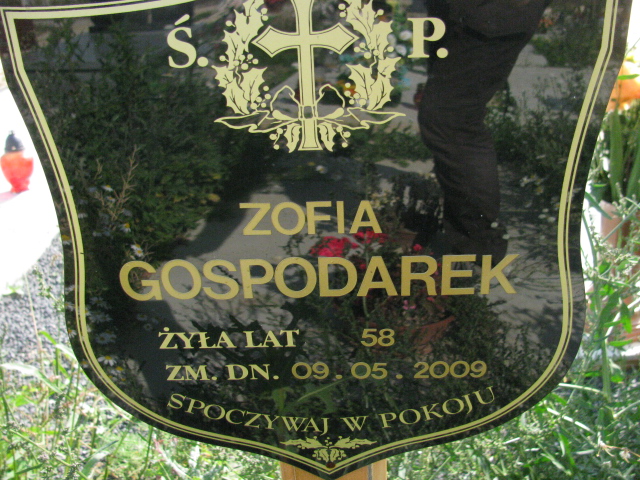 Ś. P.
ZOFIA
GOSPODAREK
ŻYŁA LAT 58
ZM. DN. 09.05.2009
SPOCZYWAJ W POKOJU